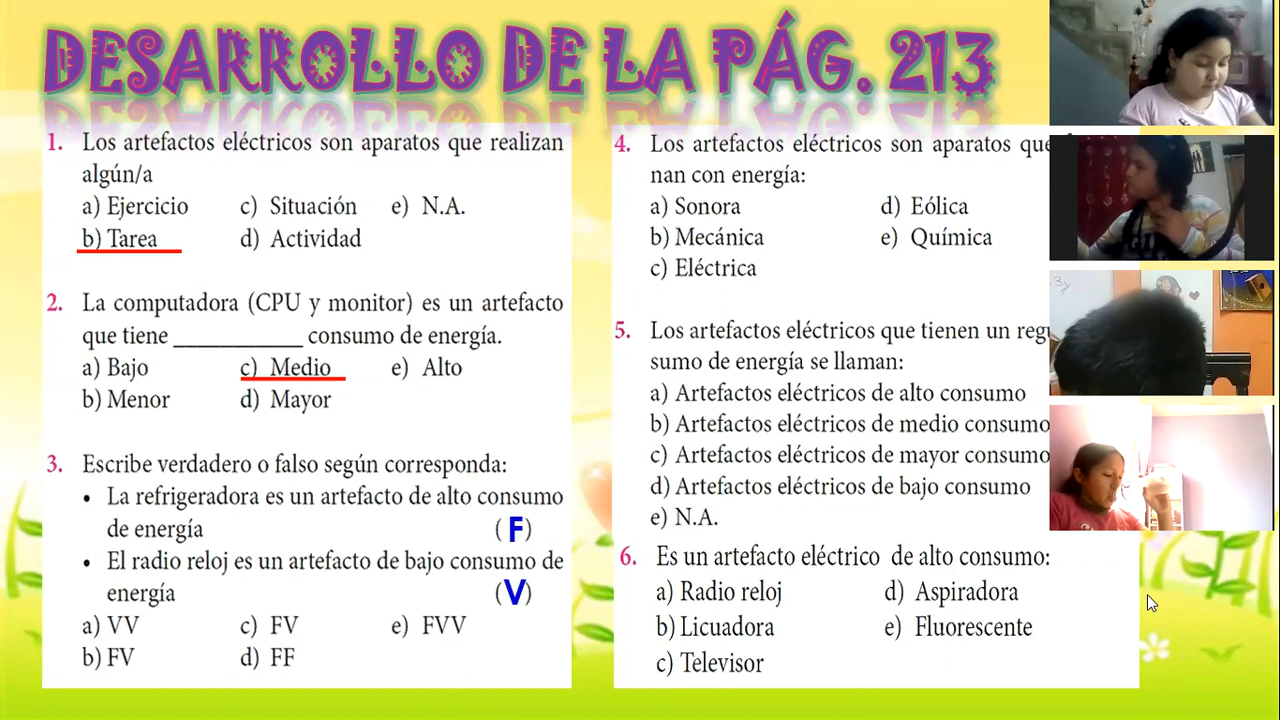 DESARROLLO DE LA PÁG. 213
1. Los artefactos eléctricos son aparatos que realizan
algún/a
a) Ejercicio c) Situación e) N.A.
b) Tarea d) Actividad
2. La computadora (CPU y monitor) es un artefacto
que tiene ____________ consumo de energía.
a) Bajo c) Medio e) Alto
b) Menor d) Mayor
3. Escribe verdadero o falso según corresponda:
• La refrigeradora es un artefacto de alto consumo
de energía (F)
• El radio reloj es un artefacto de bajo consumo de
energía (V)
a) VV c) FV e) FVV
b) FV d) FF
4. Los artefactos eléctricos son aparatos que
nan con energía:
a) Sonora d) Eólica
b) Mecánica e) Química
c) Eléctrica
5. Los artefactos eléctricos que tienen un
sumo de energía se llaman:
a) Artefactos eléctricos de alto consumo
b) Artefactos eléctricos de medio consumo
c) Artefactos eléctricos de mayor consumo
d) Artefactos eléctricos de bajo consumo
e) N.A.
6. Es un artefacto eléctrico de alto consumo:
a) Radio reloj d) Aspiradora
b) Licuadora e) Fluorescente
c) Televisor